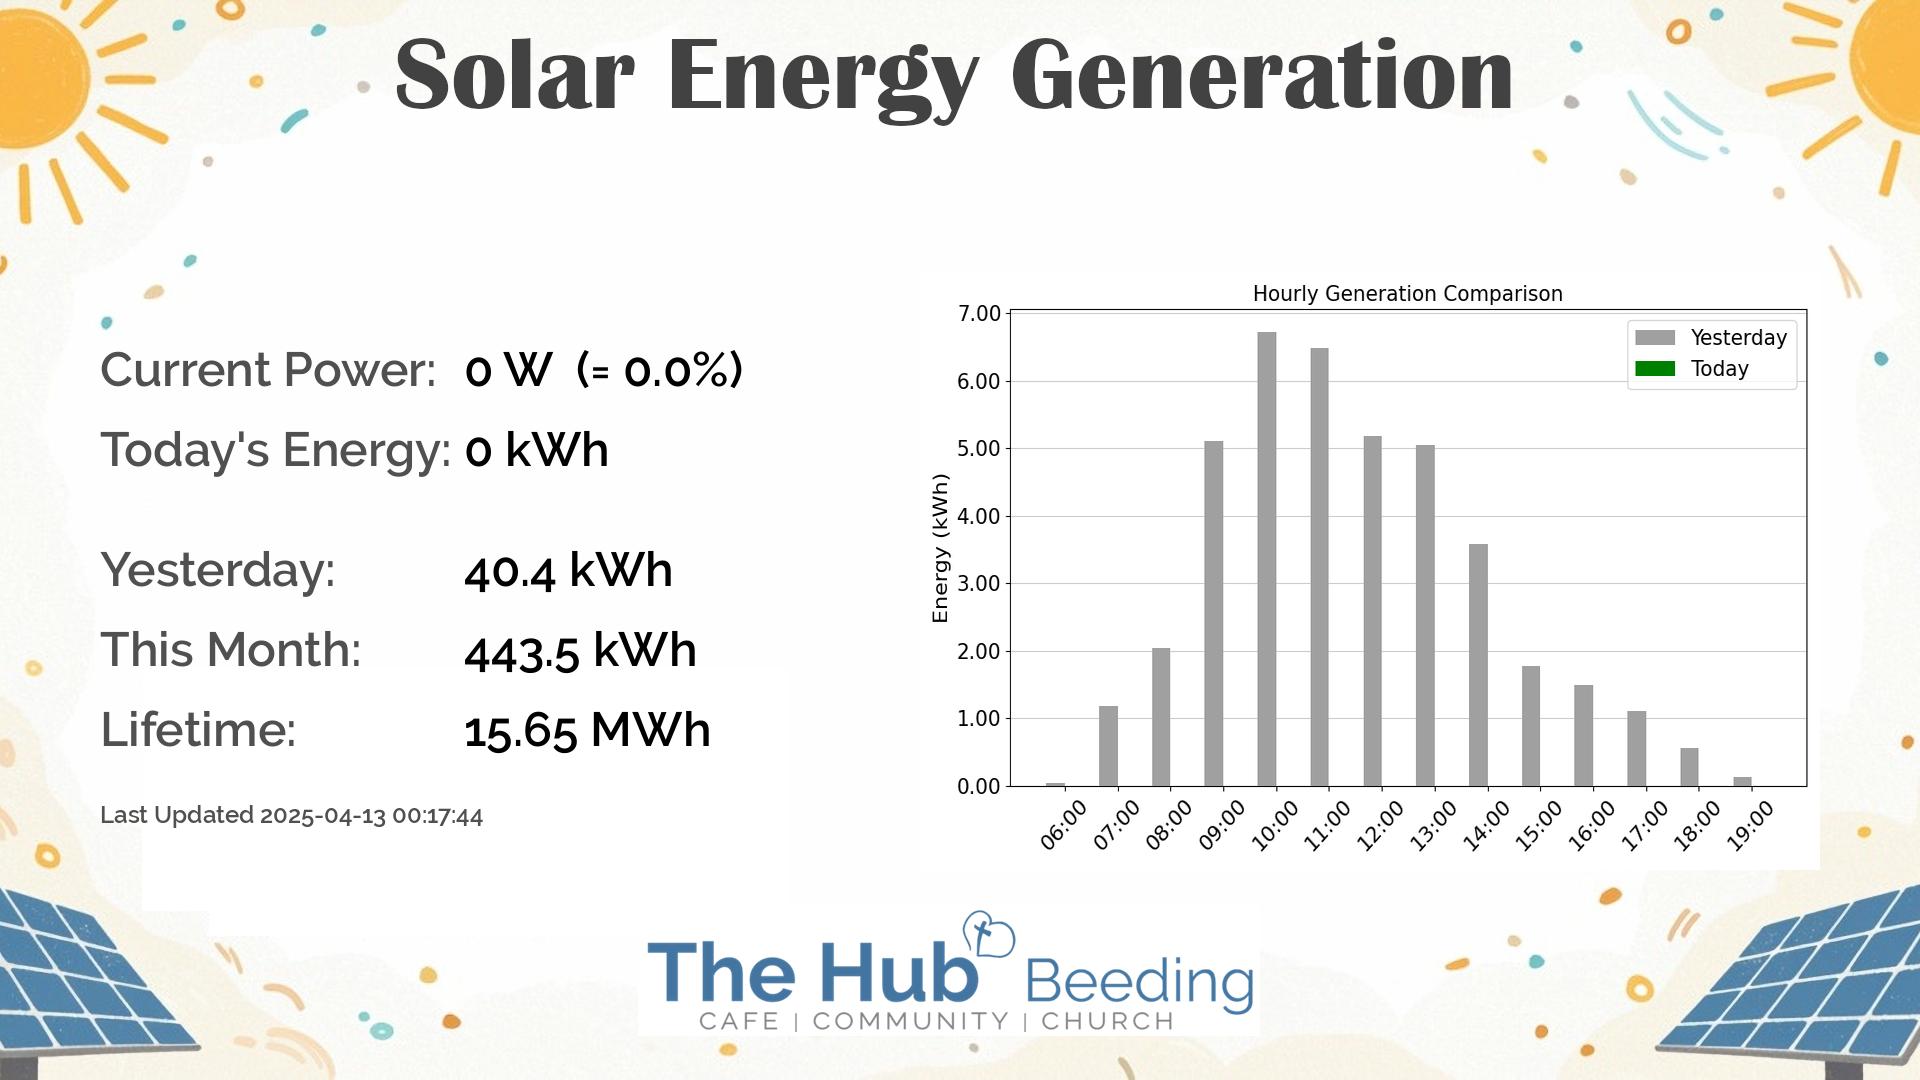 Solar Energy Generation
Current Power: 0 W (= 0.0%)
Today's Energy: 0 kWh
Yesterday: 40.4 kWh
This Month: 443.5 kWh
Lifetime: 15.65 MWh
Last Updated 2025-04-13 00:17:44
Hourly Generation Comparison
Yesterday
Today
Energy (kWh)
7.00
6.00
5.00
4.00
3.00
2.00
1.00
0.00
06:00 07:00 08:00 09:00 10:00 11:00 12:00 13:00 14:00 15:00 16:00 17:00 18:00 19:00
The Hub Beeding
CAFE | COMMUNITY | CHURCH